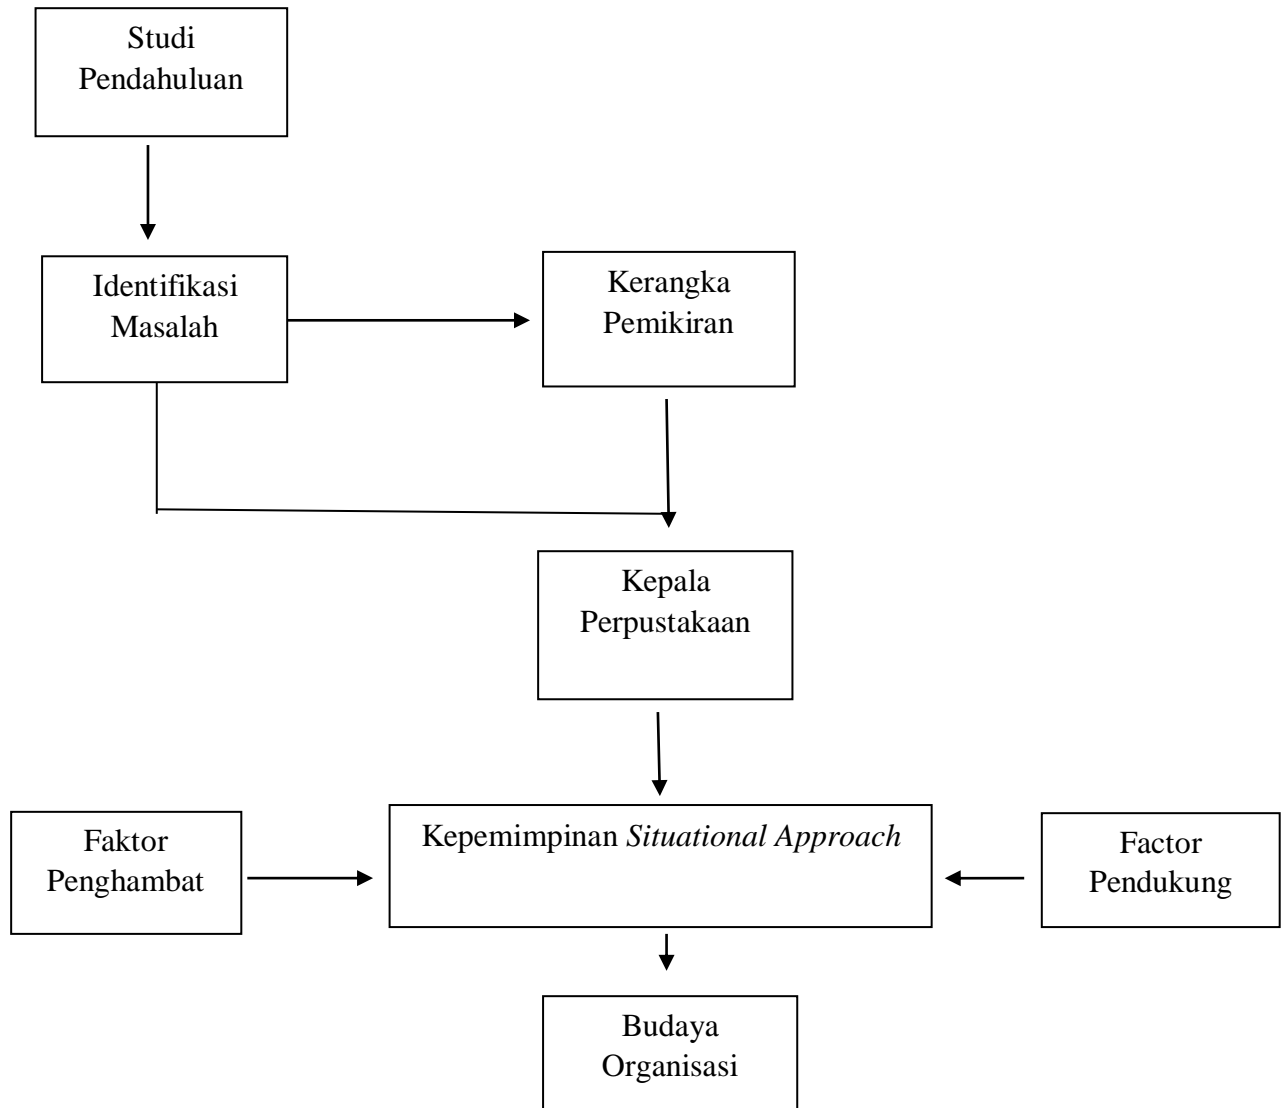 Studi
Pendahuluan
Identifikasi
Masalah
Kerangka
Pemikiran
Kepala
Perpustakaan
Faktor
Penghambat
Kepemimpinan Situational Approach
Factor
Pendukung
Budaya
Organisasi